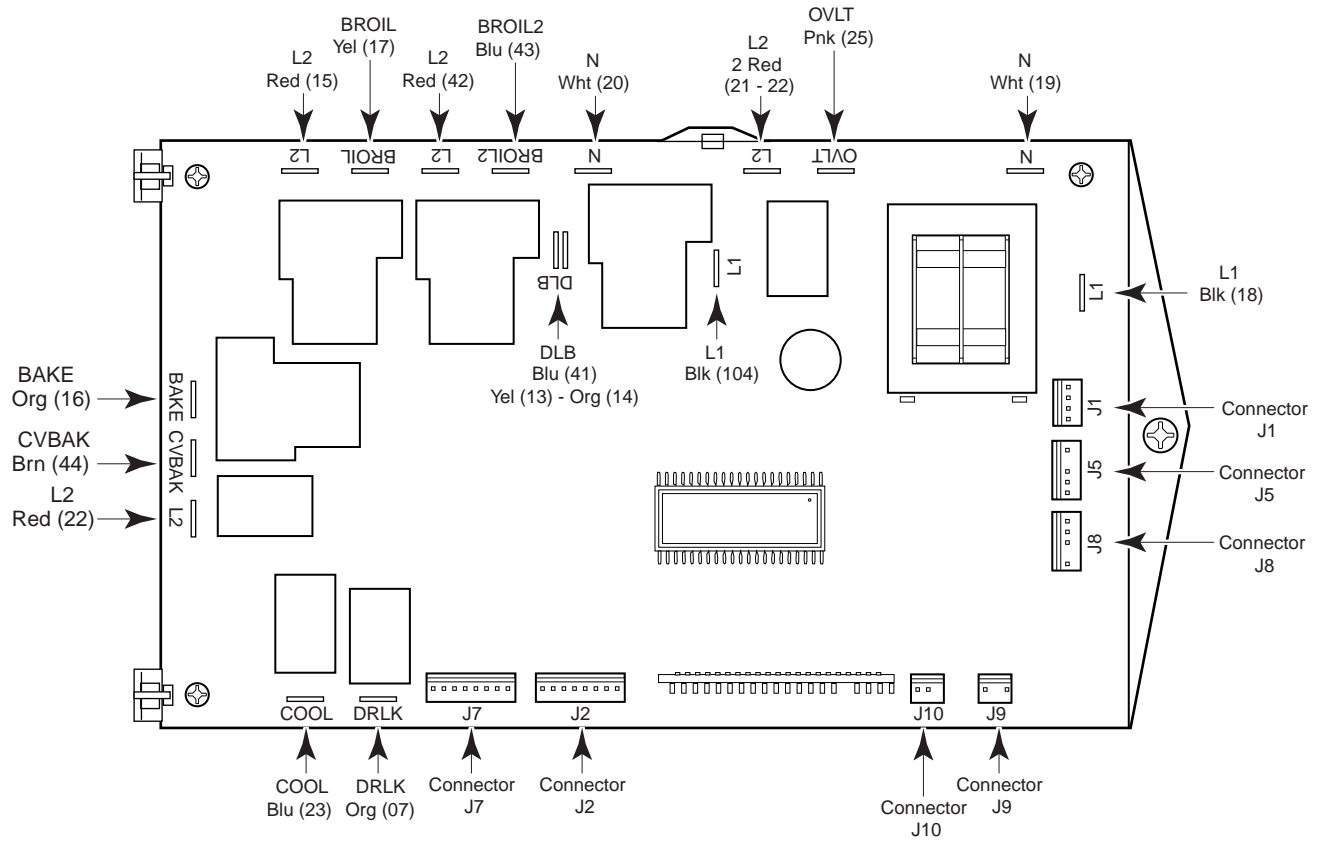 BROIL
Yel (17)
BROIL2
Blu (43)
OVLT
Pnk (25)
L2
Red (15)
L2
Red (42)
N
Wht (20)
L2
2 Red
(21 - 22)
N
Wht (19)
L2
BROIL
L2
BROIL2
N
L2
OVLT
N
DLB
L1
L1
L1
Blk (18)
DLB
Blu (41)
Yel (13) - Org (14)
L1
Blk (104)
BAKE
Org (16)
BAKE
CVBAK
Brn (44)
CVBAK
L2
Red (22)
L2
J1
Connector
J1
J5
Connector
J5
J8
Connector
J8
COOL
DRLK
J7
J2
J10
J9
COOL
Blu (23)
DRLK
Org (07)
Connector
J7
Connector
J2
Connector
J10
Connector
J9